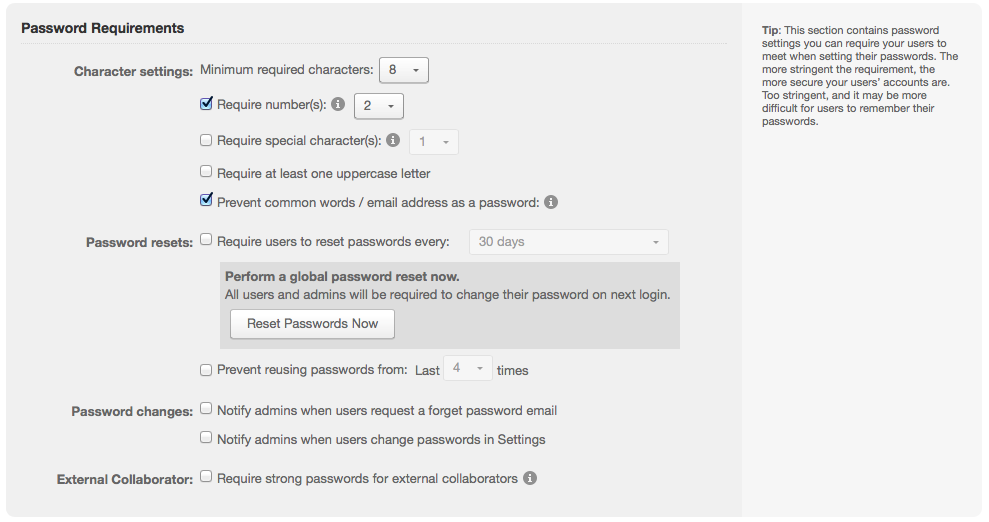 Password Requirements
Character settings: Minimum required characters: 8
Require number(s): i 2
Require special character(s): i 1
Require at least one uppercase letter
Prevent common words / email address as a password: i
Password resets: Require users to reset passwords every: 30 days
Perform a global password reset now.
All users and admins will be required to change their password on next login.
Reset Passwords Now
Prevent reusing passwords from: Last 4 times
Password changes: Notify admins when users request a forget password email
Notify admins when users change passwords in Settings
External Collaborator: Require strong passwords for external collaborators i
Tip: This section contains password
settings you can require your users to
meet when setting their passwords. The
more stringent the requirement, the
more secure your users' accounts are.
Too stringent, and it may be more
difficult for users to remember their
passwords.